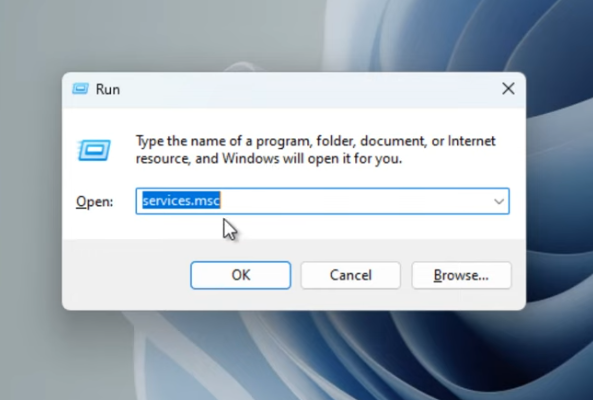 Run
Type the name of a program, folder, document, or Internet
resource, and Windows will open it for you.
Open: services.msc
OK Cancel Browse...